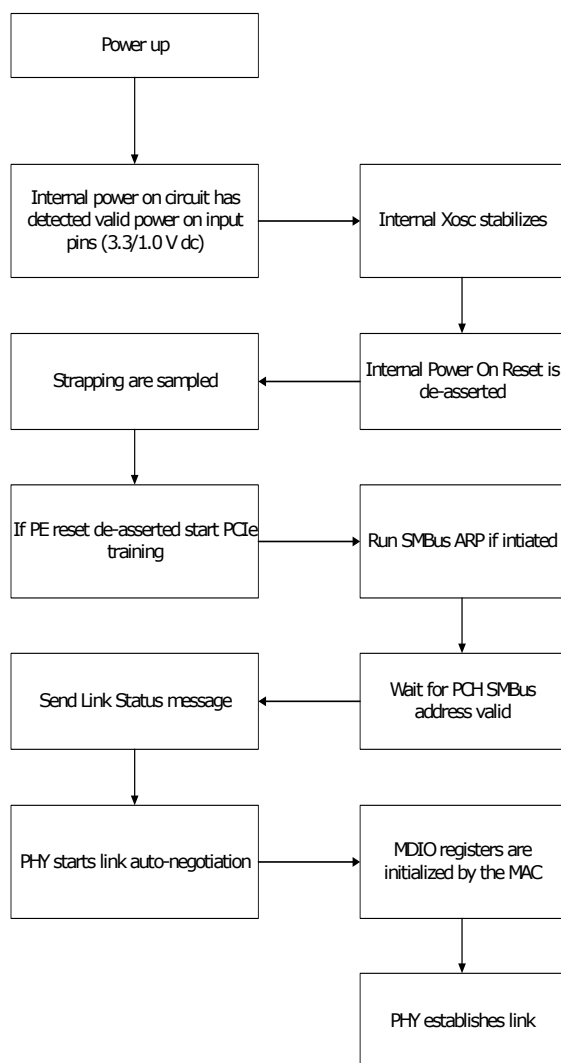 Power up
Internal power on circuit has
detected valid power on input
pins (3.3/1.0 V dc)
Internal Xosc stabilizes
Internal Power On Reset is
de-asserted
Strapping are sampled
If PE reset de-asserted start PCIe
training
Run SMBus ARP if intiated
Wait for PCH SMBus
address valid
Send Link Status message
PHY starts link auto-negotiation
MDIO registers are
initialized by the MAC
PHY establishes link